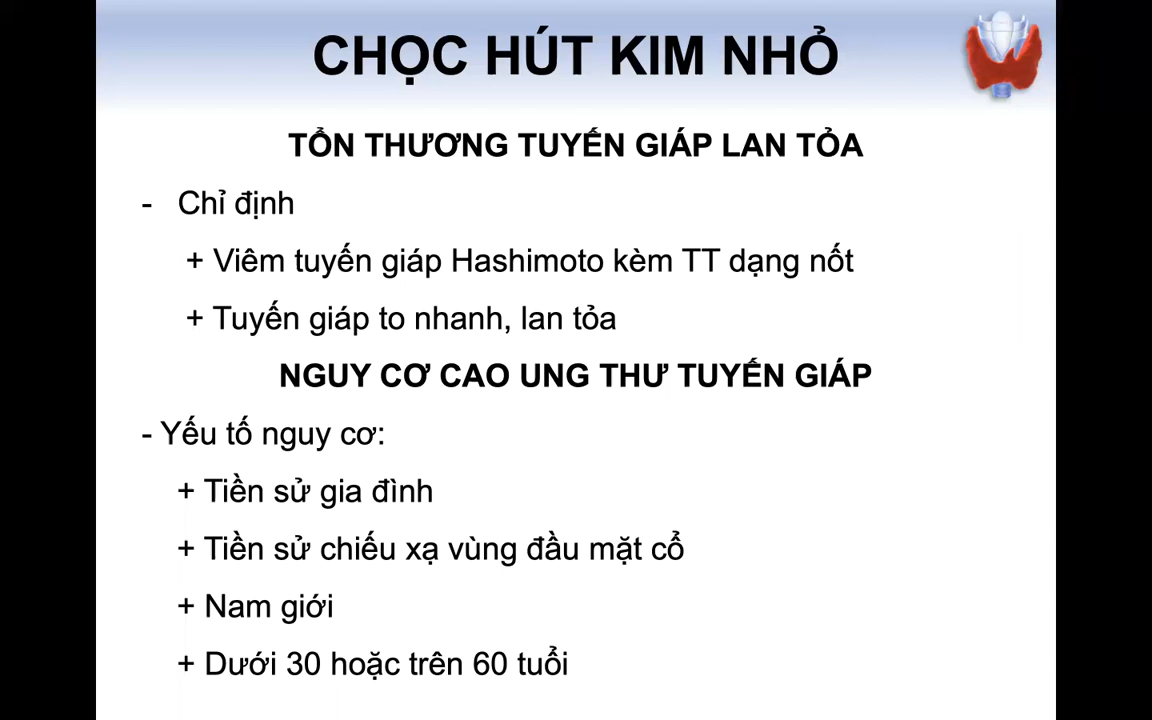 CHỌC HÚT KIM NHỎ
TỔN THƯƠNG TUYẾN GIÁP LAN TỎA
- Chỉ định
+ Viêm tuyến giáp Hashimoto kèm TT dạng nốt
+ Tuyến giáp to nhanh, lan tỏa
NGUY CƠ CAO UNG THƯ TUYẾN GIÁP
- Yếu tố nguy cơ:
+ Tiền sử gia đình
+ Tiền sử chiếu xạ vùng đầu mặt cổ
+ Nam giới
+ Dưới 30 hoặc trên 60 tuổi